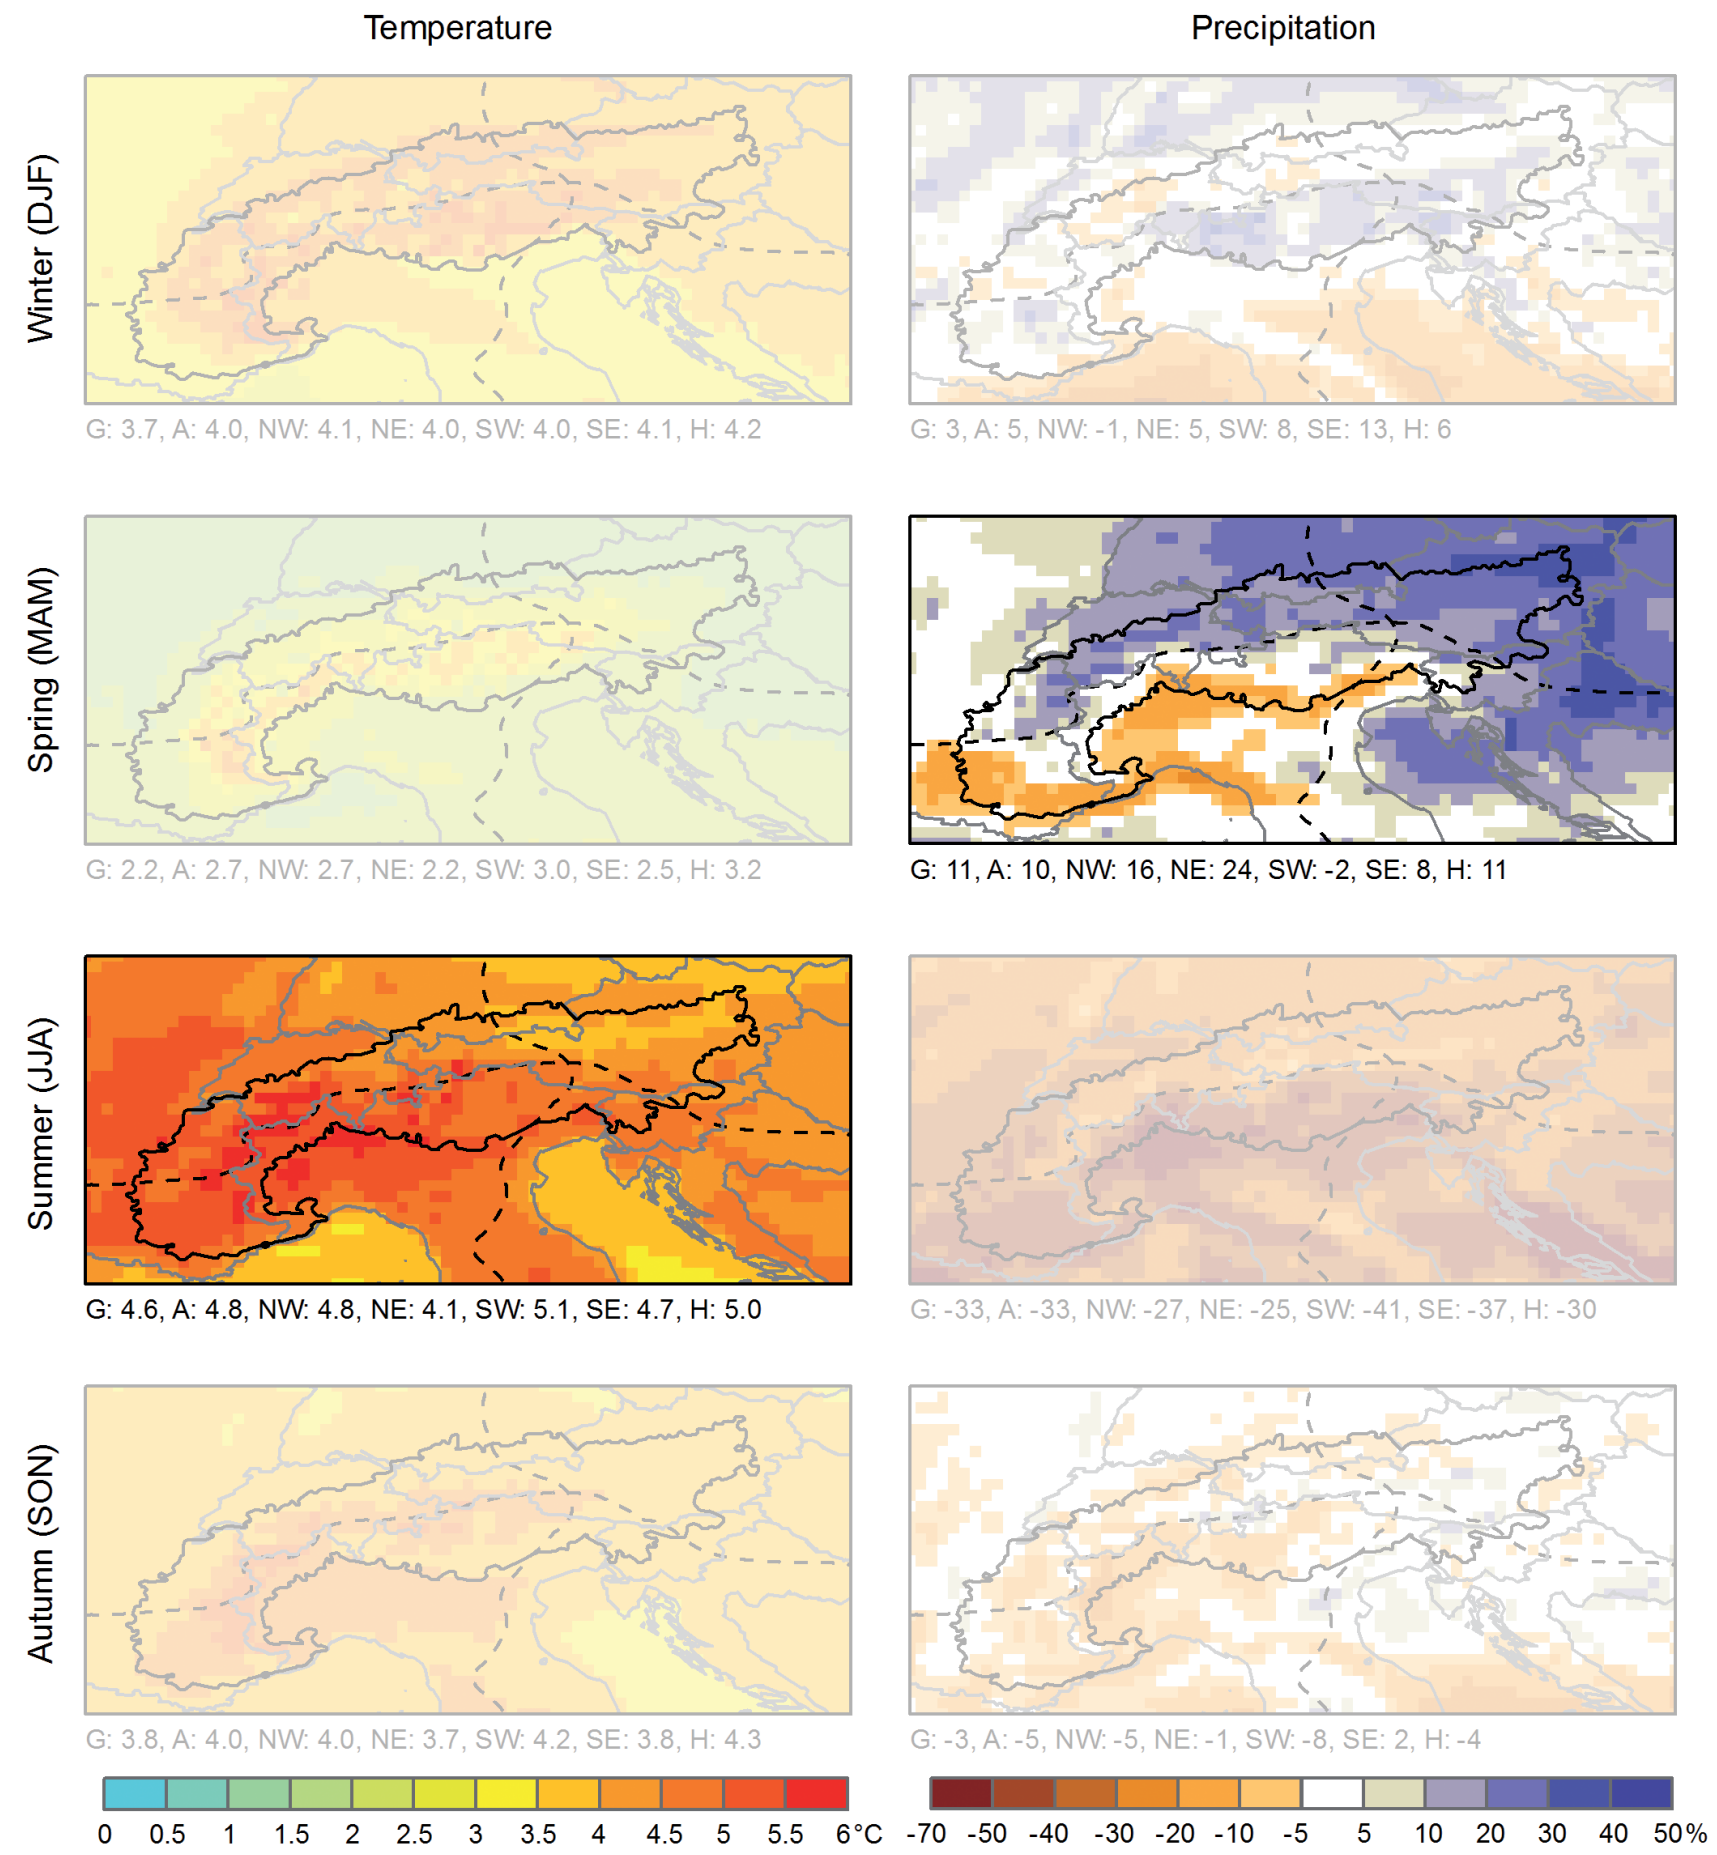 Temperature
Precipitation
Winter (DJF)
G: 3.7, A: 4.0, NW: 4.1, NE: 4.0, SW: 4.0, SE: 4.1, H: 4.2
G: 3, A: 5, NW: -1, NE: 5, SW: 8, SE: 13, H: 6
Spring (MAM)
G: 2.2, A: 2.7, NW: 2.7, NE: 2.2, SW: 3.0, SE: 2.5, H: 3.2
G: 11, A: 10, NW: 16, NE: 24, SW: -2, SE: 8, H: 11
Summer (JJA)
G: 4.6, A: 4.8, NW: 4.8, NE: 4.1, SW: 5.1, SE: 4.7, H: 5.0
G: -33, A: -33, NW: -27, NE: -25, SW: -41, SE: -37, H: -30
Autumn (SON)
G: 3.8, A: 4.0, NW: 4.0, NE: 3.7, SW: 4.2, SE: 3.8, H: 4.3
G: -3, A: -5, NW: -5, NE: -1, SW: -8, SE: 2, H: -4
0 0.5 1 1.5 2 2.5 3 3.5 4 4.5 5 5.5 6 °C
-70 -50 -40 -30 -20 -10 -5 5 10 20 30 40 50 %